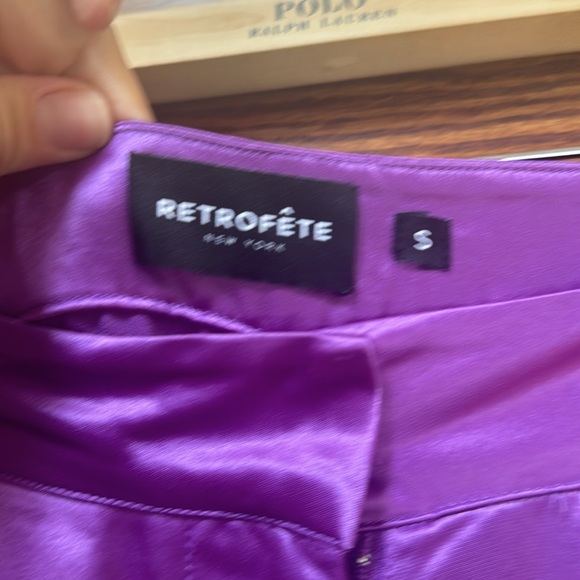 POLO
RALPH LAUREN
RETROFÊTE
NEW YORK
S